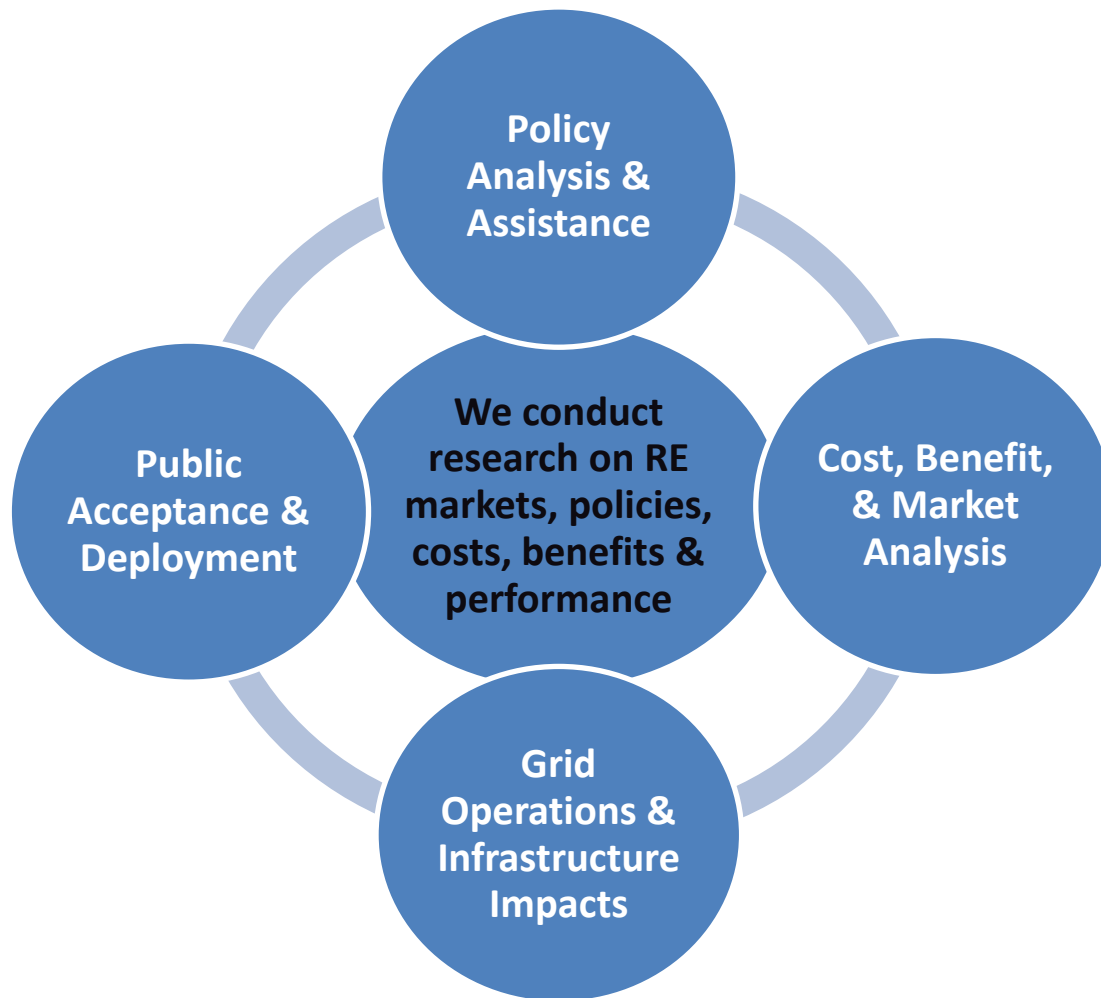 Policy
Analysis &
Assistance
Public
Acceptance &
Deployment
We conduct
research on RE
markets, policies,
costs, benefits &
performance
Cost, Benefit,
& Market
Analysis
Grid
Operations &
Infrastructure
Impacts